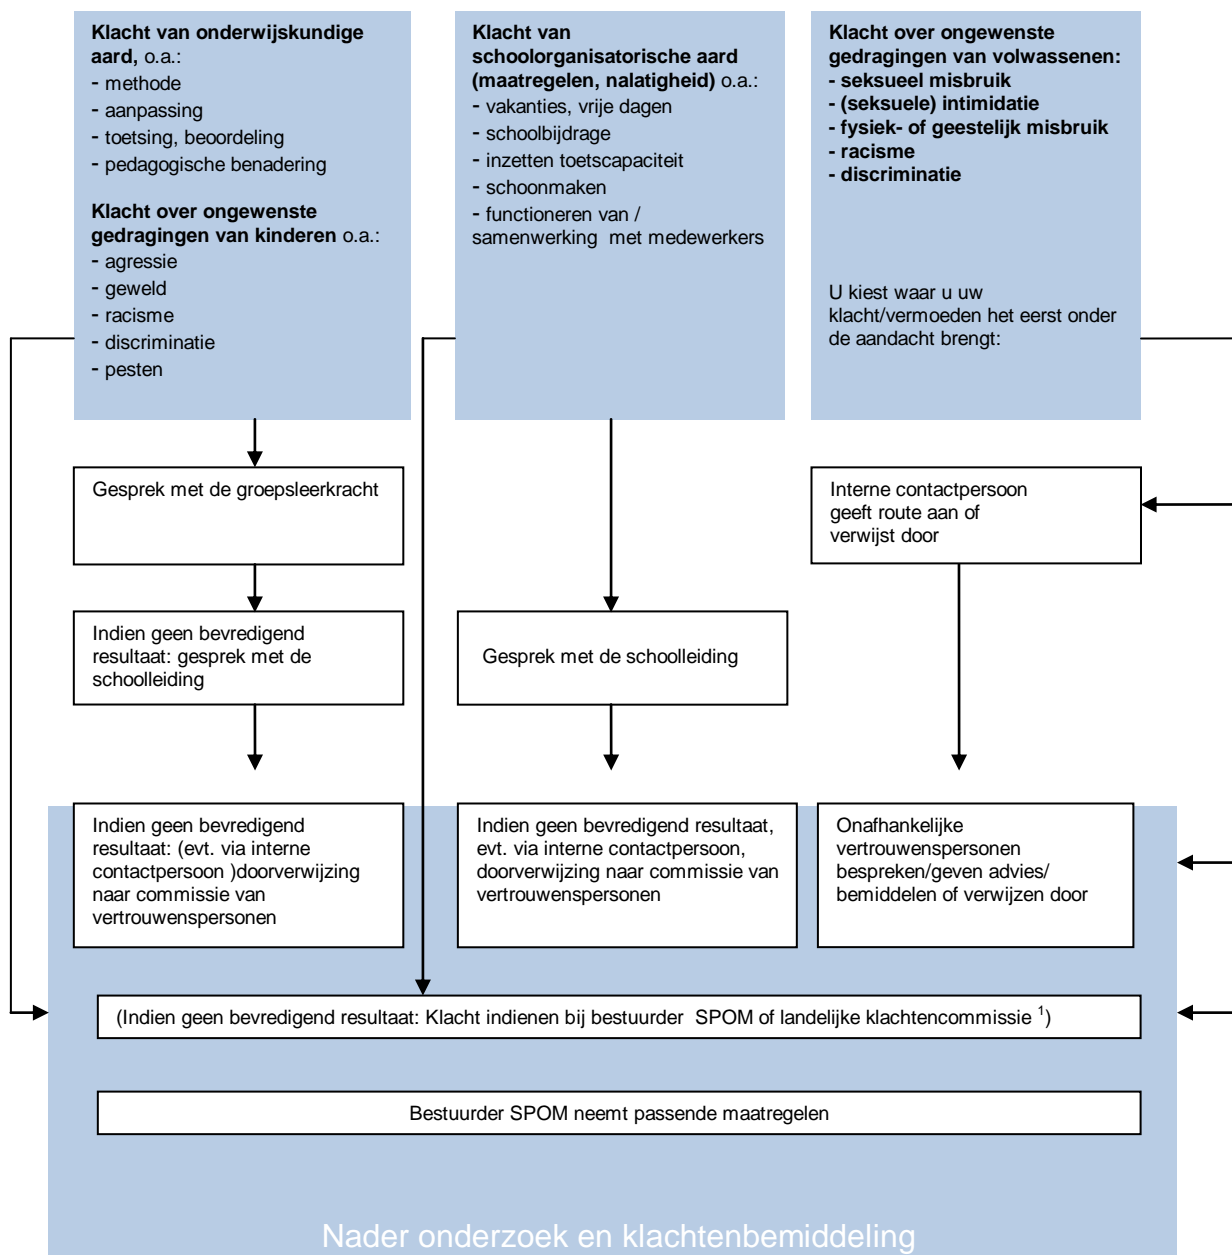 Klacht van onderwijskundige
aard, o.a.:
- methode
- aanpassing
- toetsing, beoordeling
- pedagogische benadering
Klacht over ongewenste
gedragingen van kinderen o.a.:
- agressie
- geweld
- racisme
- discriminatie
- pesten
Klacht van
schoolorganisatorische aard
(maatregelen, nalatigheid) o.a.:
- vakanties, vrije dagen
- schoolbijdrage
- inzetten toetscapaciteit
- schoonmaken
- functioneren van /
samenwerking met medewerkers
Klacht over ongewenste
gedragingen van volwassenen:
- seksueel misbruik
- (seksuele) intimidatie
- fysiek- of geestelijk misbruik
- racisme
- discriminatie
U kiest waar u uw
klacht/vermoeden het eerst onder
de aandacht brengt:
Gesprek met de groepsleerkracht
Interne contactpersoon
geeft route aan of
verwijst door
Indien geen bevredigend
resultaat: gesprek met de
schoolleiding
Gesprek met de schoolleiding
Indien geen bevredigend
resultaat: (evt. via interne
contactpersoon )doorverwijzing
naar commissie van
vertrouwenspersonen
Indien geen bevredigend resultaat,
evt. via interne contactpersoon,
doorverwijzing naar commissie van
vertrouwenspersonen
Onafhankelijke
vertrouwenspersonen
bespreken/geven advies/
bemiddelen of verwijzen door
(Indien geen bevredigend resultaat: Klacht indienen bij bestuurder SPOM of landelijke klachtencommissie ¹)
Bestuurder SPOM neemt passende maatregelen
Nader onderzoek en klachtenbemiddeling